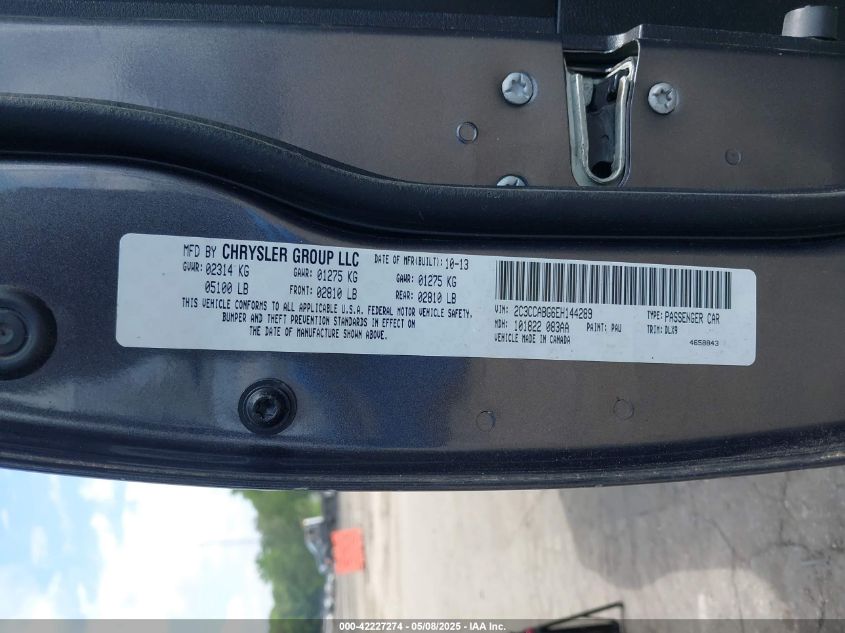 MFD BY CHRYSLER GROUP LLC DATE OF MFR(BUILT): 10-13
GVWR: 02314 KG GAWR: 01275 KG GAWR: 01275 KG
05100 LB FRONT: 02810 LB REAR: 02810 LB
THIS VEHICLE CONFORMS TO ALL APPLICABLE U.S.A. FEDERAL MOTOR VEHICLE SAFETY,
BUMPER AND THEFT PREVENTION STANDARDS IN EFFECT ON
THE DATE OF MANUFACTURE SHOWN ABOVE.
VIN: 2C3CCABG6EH144289 TYPE: PASSENGER CAR
MDH: 101822 083AA PAINT: PAU TRIM: DLX9
VEHICLE MADE IN CANADA 4658843
000-42227274 | 05/08/2025 - IAA Inc.